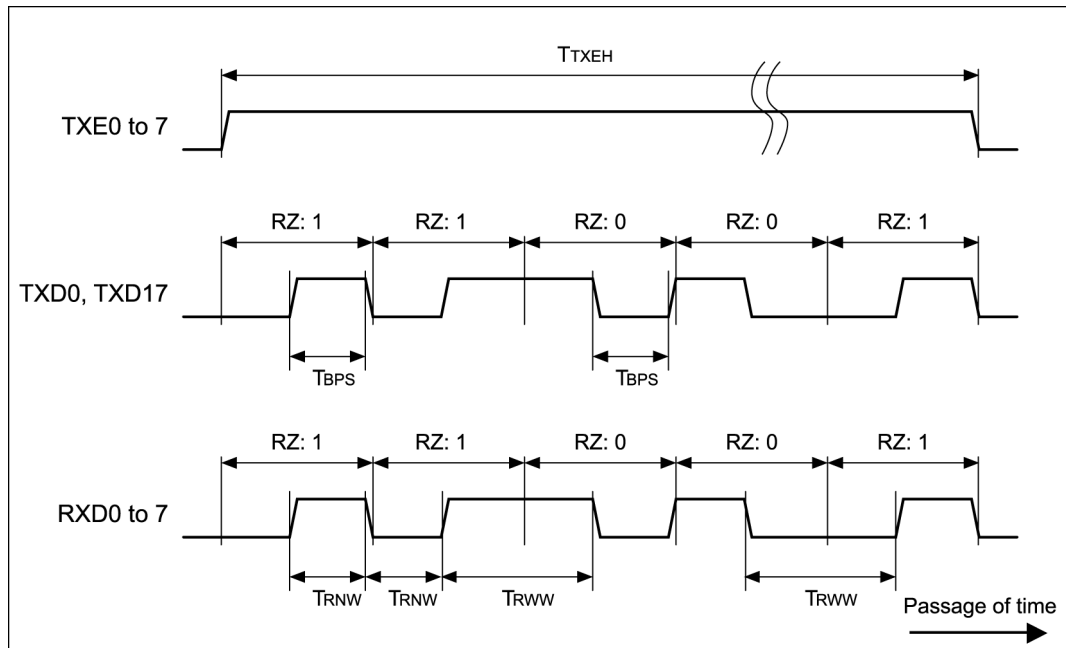 TTXEH
TXE0 to 7
RZ: 1 RZ: 1 RZ: 0 RZ: 0 RZ: 1
TXD0, TXD17
TBPS TBPS
RZ: 1 RZ: 1 RZ: 0 RZ: 0 RZ: 1
RXD0 to 7
TRNW TRNW TRWW TRWW
Passage of time